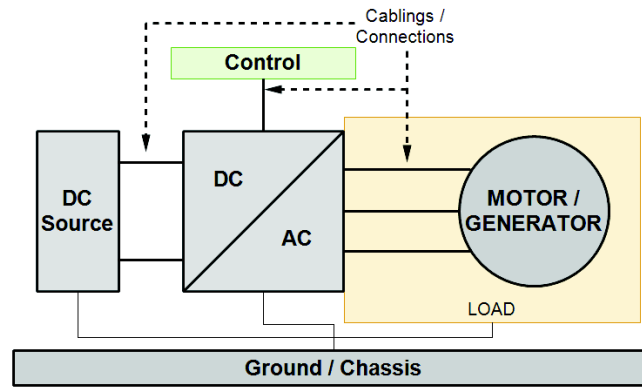 Cablings /
Connections
Control
DC
Source
DC
AC
MOTOR /
GENERATOR
LOAD
Ground / Chassis